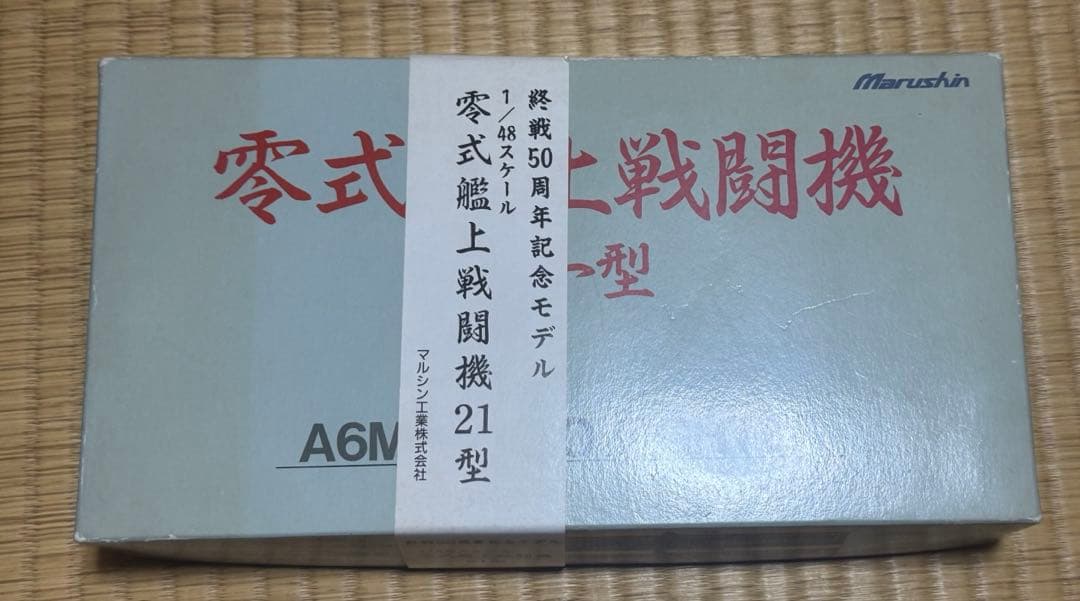 Marushin
零式 上戦闘機
型
A6M
終戦50周年記念モデル
1/48スケール
零式艦上戦闘機21型
マルシン工業株式会社